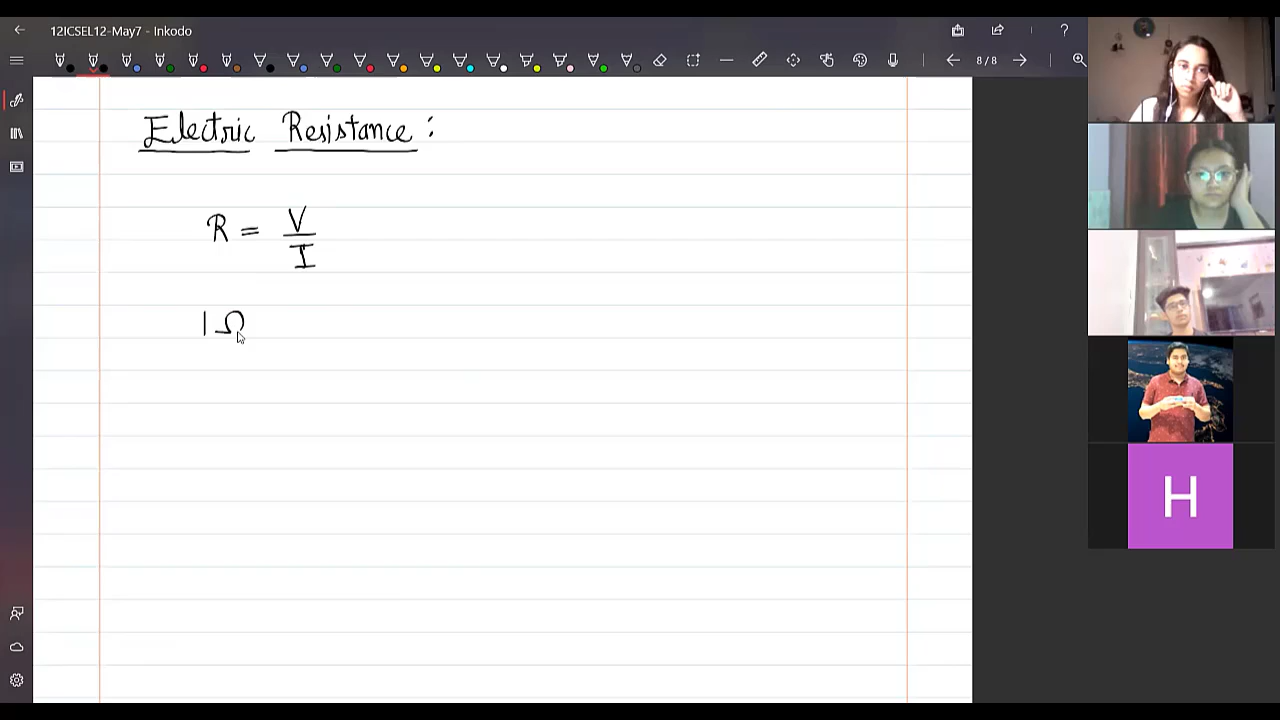 12ICSEL12-May7 - Inkodo
8/8
Electric Resistance :
R = V/I
1 Ω
H